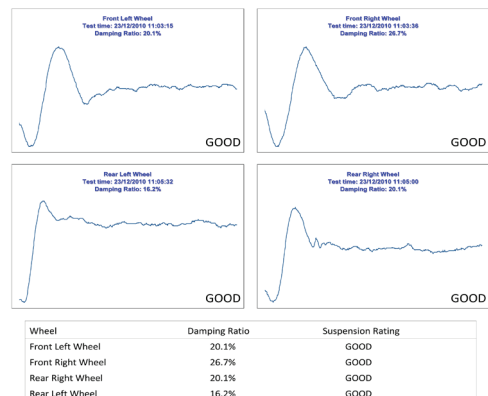 Front Left Wheel
Test time: 23/12/2010 11:03:15
Damping Ratio: 20.1%
GOOD
Front Right Wheel
Test time: 23/12/2010 11:03:36
Damping Ratio: 26.7%
GOOD
Rear Left Wheel
Test time: 23/12/2010 11:05:32
Damping Ratio: 16.2%
GOOD
Rear Right Wheel
Test time: 23/12/2010 11:05:00
Damping Ratio: 20.1%
GOOD
Wheel Damping Ratio Suspension Rating
Front Left Wheel 20.1% GOOD
Front Right Wheel 26.7% GOOD
Rear Right Wheel 20.1% GOOD
Rear Left Wheel 16.2% GOOD